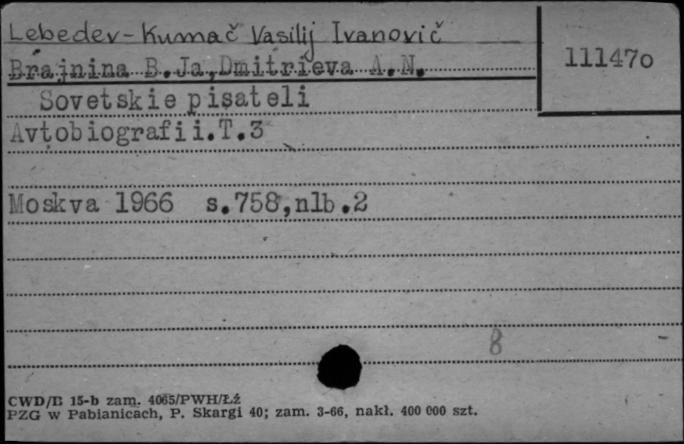 Lebedev-Kumač Vasilij Ivanovič
Brajnina B.Ja,Dmitrieva A.N.
111470
Sovetskie pisateli
Avtobiografii.T.3
Moskva 1966 s.758,nlb.2
8
CWD/B 15-b zam. 4065/PWH/Łź
PZG w Pabianicach, P. Skargi 40; zam. 3-66, nakł. 400 000 szt.